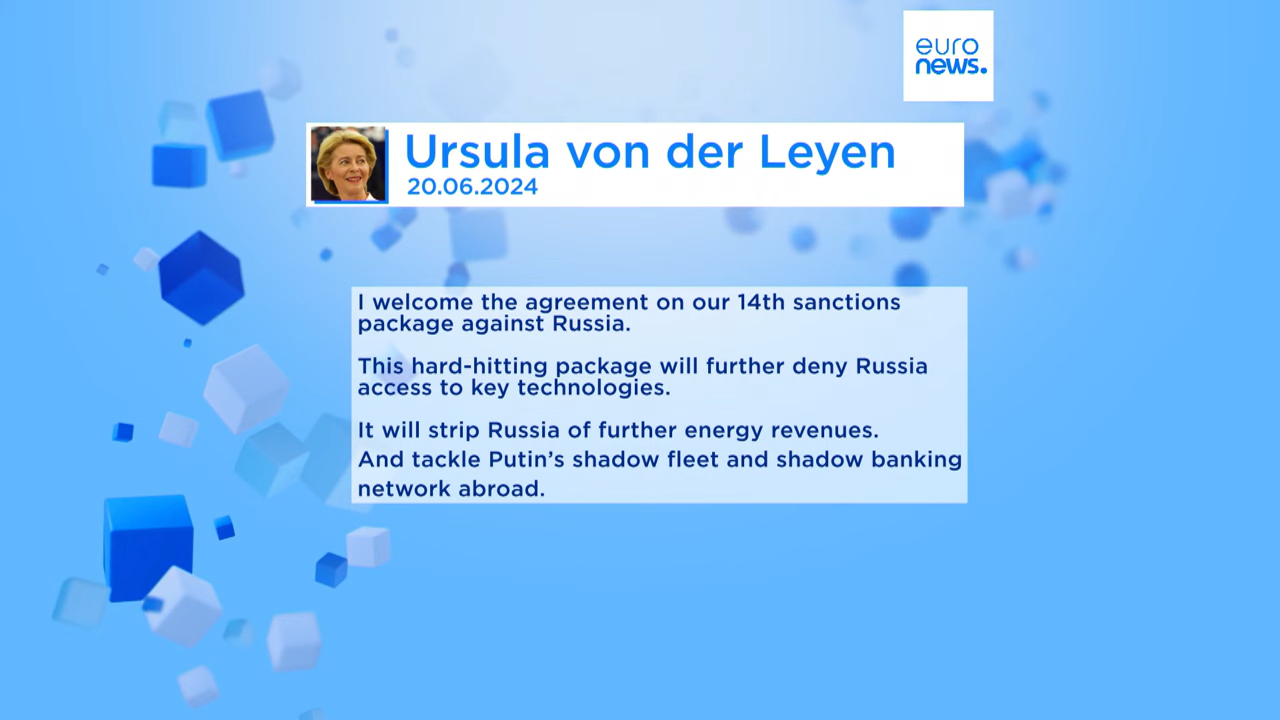 euro
news.
Ursula von der Leyen
20.06.2024
I welcome the agreement on our 14th sanctions
package against Russia.
This hard-hitting package will further deny Russia
access to key technologies.
It will strip Russia of further energy revenues.
And tackle Putin’s shadow fleet and shadow banking
network abroad.